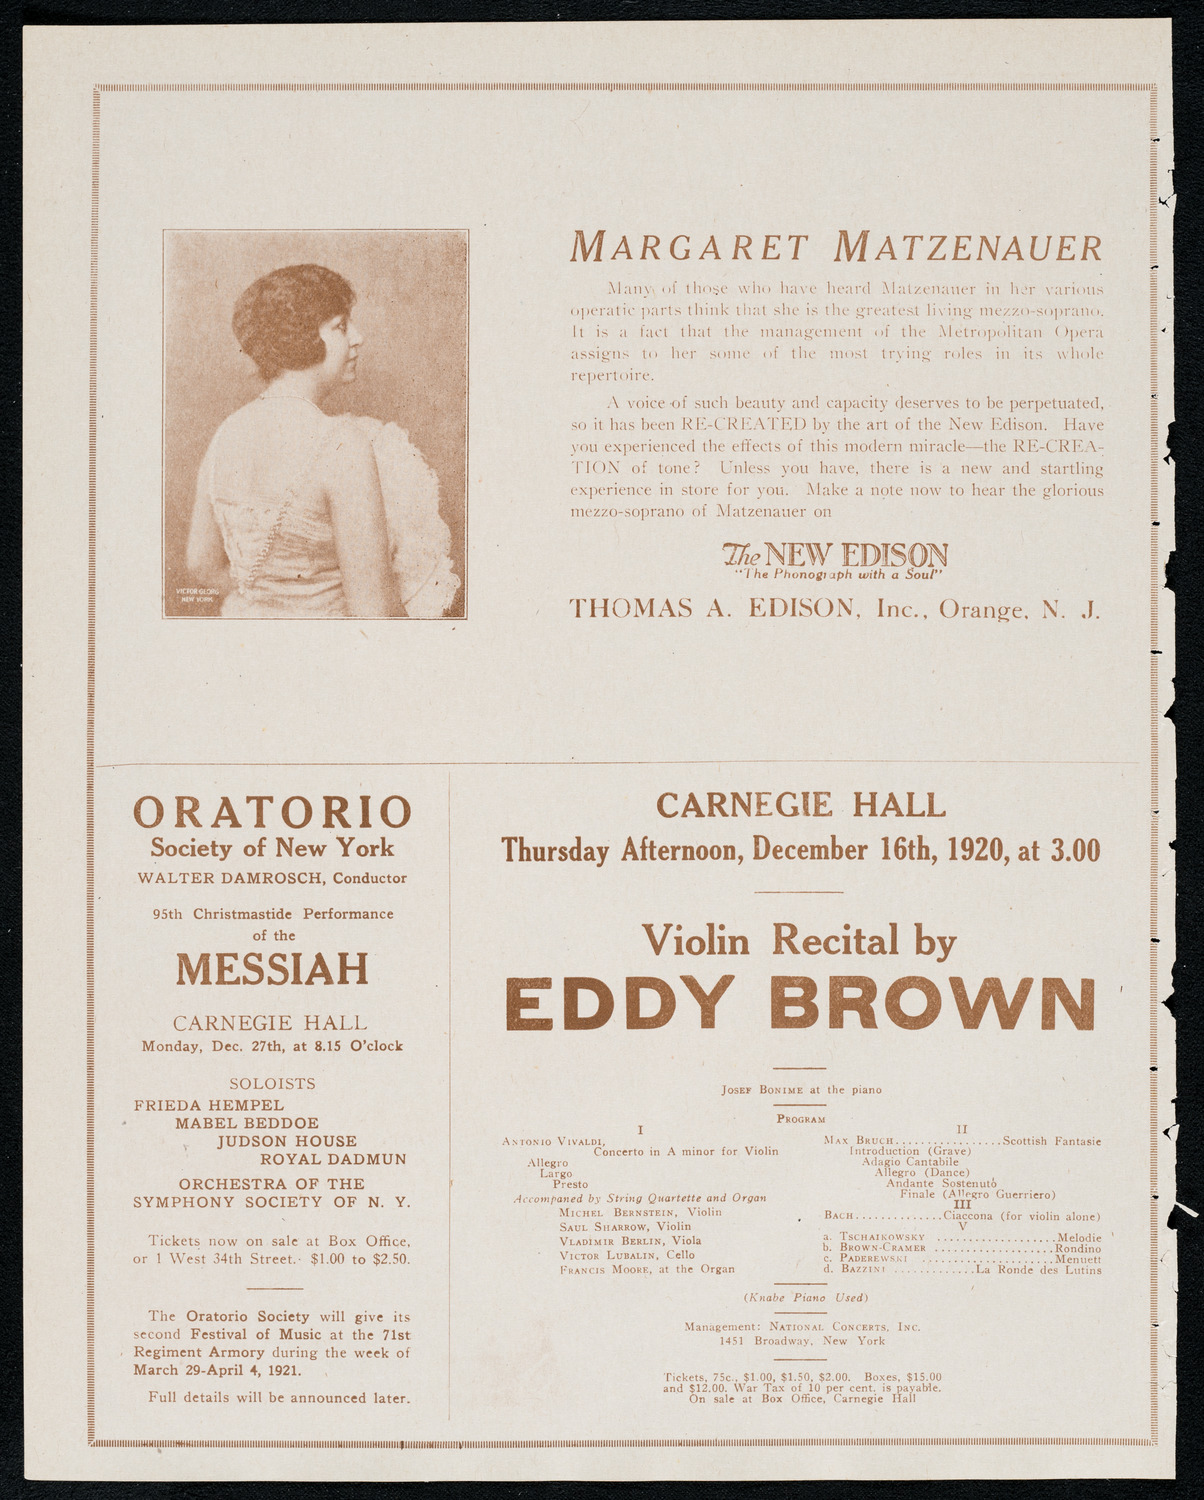 MARGARET MATZENAUER
Many of those who have heard Matzenauer in her various
operatic parts think that she is the greatest living mezzo-soprano.
It is a fact that the management of the Metropolitan Opera
assigns to her some of the most trying roles in its whole
repertoire.
A voice of such beauty and capacity deserves to be perpetuated,
so it has been RE-CREATED by the art of the New Edison. Have
you experienced the effects of this modern miracle—the RE-CREA-
TION of tone? Unless you have, there is a new and startling
experience in store for you. Make a note now to hear the glorious
mezzo-soprano of Matzenauer on
The NEW EDISON
"The Phonograph with a Soul"
THOMAS A. EDISON, Inc., Orange, N. J.
VICTOR GEORG
NEW YORK
ORATORIO
Society of New York
WALTER DAMROSCH, Conductor
95th Christmastide Performance
of the
MESSIAH
CARNEGIE HALL
Monday, Dec. 27th, at 8.15 O'clock
SOLOISTS
FRIEDA HEMPEL
MABEL BEDDOE
JUDSON HOUSE
ROYAL DADMUN
ORCHESTRA OF THE
SYMPHONY SOCIETY OF N. Y.
Tickets now on sale at Box Office,
or 1 West 34th Street. $1.00 to $2.50.
The Oratorio Society will give its
second Festival of Music at the 71st
Regiment Armory during the week of
March 29-April 4, 1921.
Full details will be announced later.
CARNEGIE HALL
Thursday Afternoon, December 16th, 1920, at 3.00
Violin Recital by
EDDY BROWN
JOSEF BONIME at the piano
PROGRAM
I
ANTONIO VIVALDI,
Concerto in A minor for Violin
Allegro
Largo
Presto
Accompaned by String Quartette and Organ
MICHEL BERNSTEIN, Violin
SAUL SHARROW, Violin
VLADIMIR BERLIN, Viola
VICTOR LUBALIN, Cello
FRANCIS MOORE, at the Organ
II
MAX BRUCH................Scottish Fantasie
Introduction (Grave)
Adagio Cantabile
Allegro (Dance)
Andante Sostenuto
Finale (Allegro Guerriero)
III
BACH.............Ciaccona (for violin alone)
V
a. TSCHAIKOWSKY ..................Melodie
b. BROWN-CRAMER ..................Rondino
c. PADEREWSKI ....................Menuett
d. BAZZINI ............La Ronde des Lutins
(Knabe Piano Used)
Management: NATIONAL CONCERTS, INC.
1451 Broadway, New York
Tickets, 75c., $1.00, $1.50, $2.00. Boxes, $15.00
and $12.00. War Tax of 10 per cent. is payable.
On sale at Box Office, Carnegie Hall